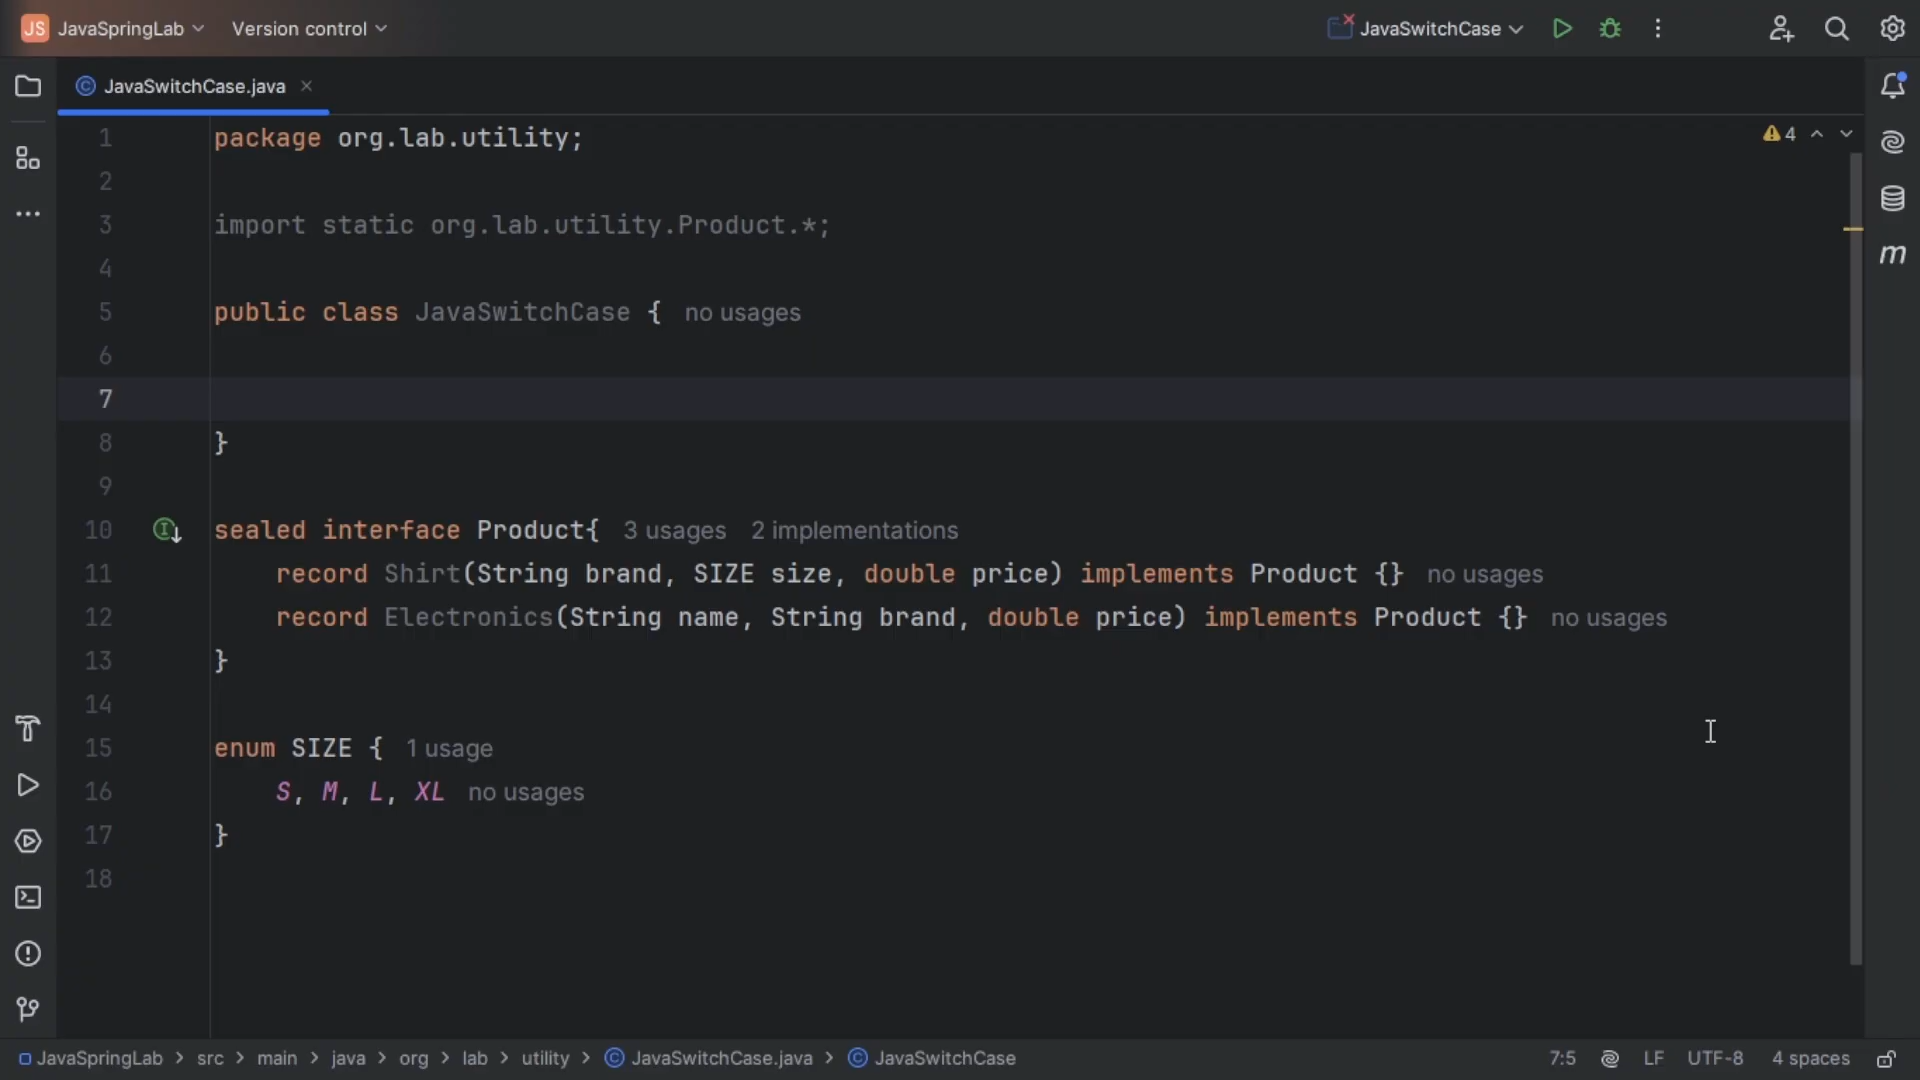 JS JavaSpringLab Version control JavaSwitchCase
JavaSwitchCase.java
4
1 package org.lab.utility;
2
3 import static org.lab.utility.Product.*;
4
5 public class JavaSwitchCase { no usages
6
7
8 }
9
10 sealed interface Product{ 3 usages 2 implementations
11 record Shirt(String brand, SIZE size, double price) implements Product {} no usages
12 record Electronics(String name, String brand, double price) implements Product {} no usages
13 }
14
15 enum SIZE { 1 usage
16 S, M, L, XL no usages
17 }
18
m
JavaSpringLab > src > main > java > org > lab > utility > JavaSwitchCase.java > JavaSwitchCase 7:5 LF UTF-8 4 spaces